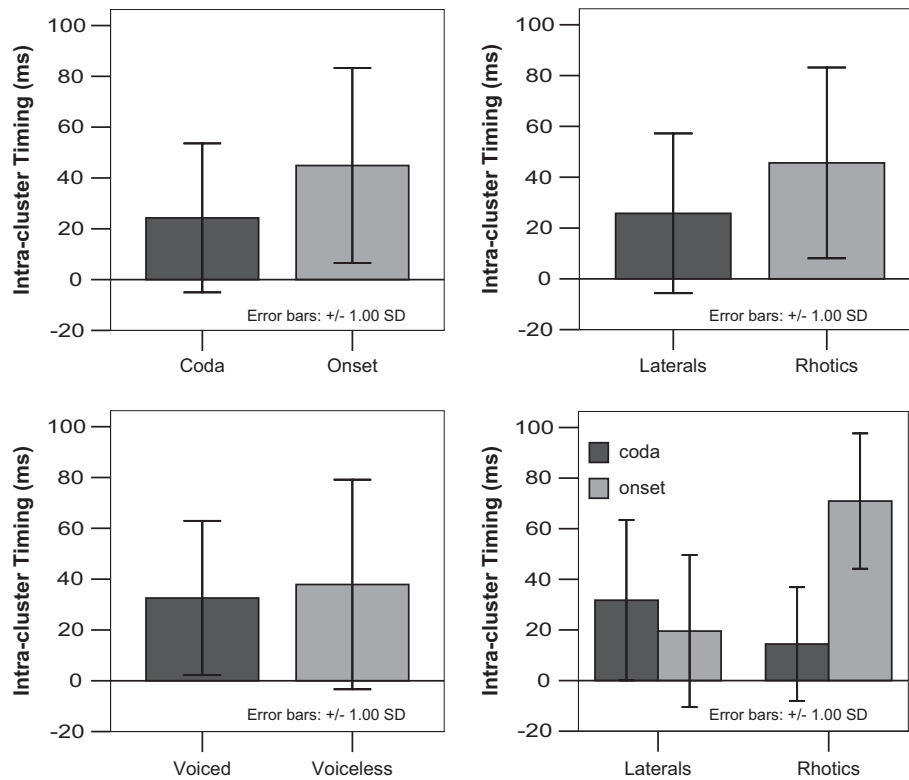 Intra-cluster Timing (ms)
100
80
60
40
20
0
-20
Error bars: +/- 1.00 SD
Coda Onset
Intra-cluster Timing (ms)
100
80
60
40
20
0
-20
Error bars: +/- 1.00 SD
Laterals Rhotics
Intra-cluster Timing (ms)
100
80
60
40
20
0
-20
Error bars: +/- 1.00 SD
Voiced Voiceless
Intra-cluster Timing (ms)
100
80
60
40
20
0
-20
coda
onset
Error bars: +/- 1.00 SD
Laterals Rhotics